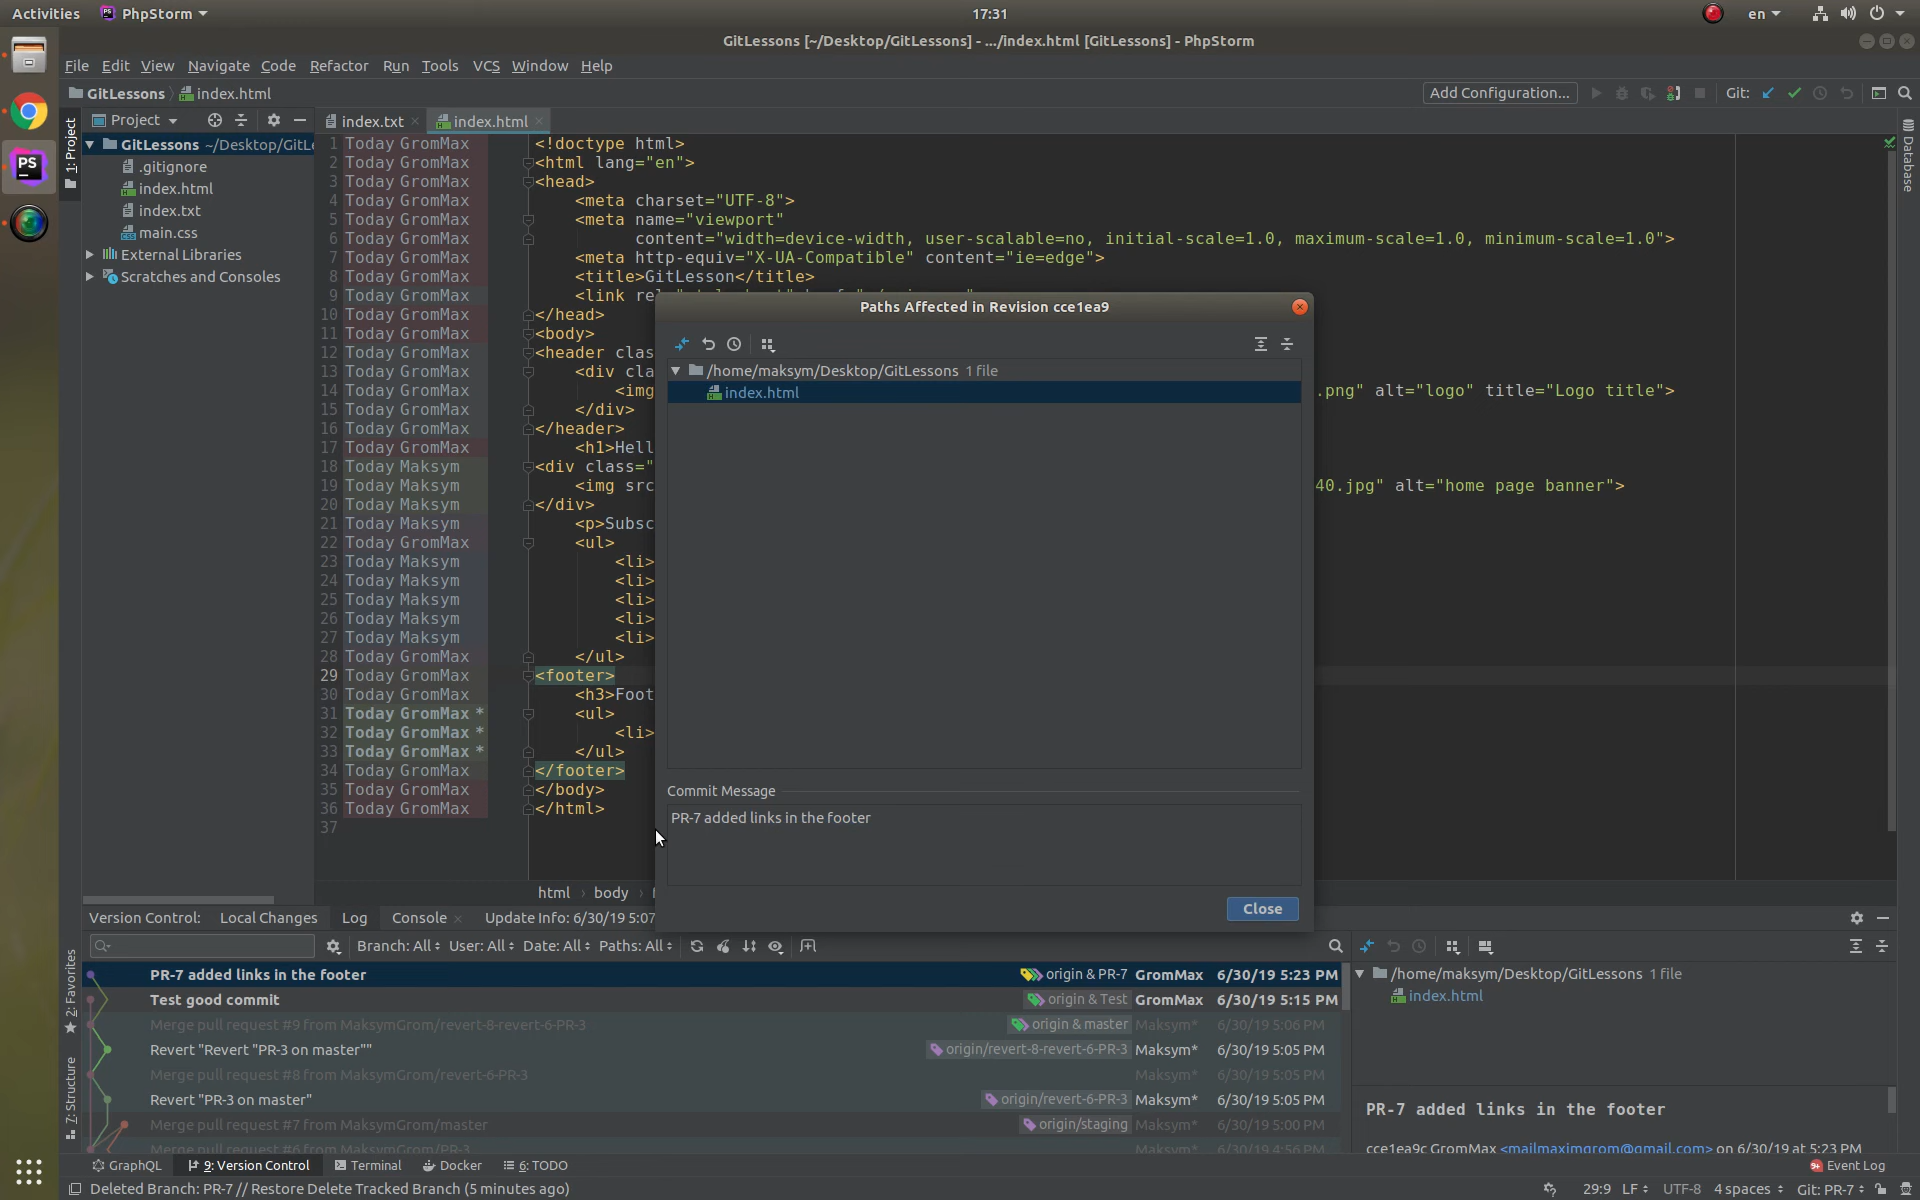 Activities PhpStorm 17:31 en
GitLessons [~/Desktop/GitLessons] - .../index.html [GitLessons] - PhpStorm
File Edit View Navigate Code Refactor Run Tools VCS Window Help
GitLessons index.html Add Configuration... Git:
1: Project
Project
index.txt index.html
Database
GitLessons ~/Desktop/GitL
.gitignore
index.html
index.txt
main.css
External Libraries
Scratches and Consoles
1 Today GromMax <!doctype html>
2 Today GromMax <html lang="en">
3 Today GromMax <head>
4 Today GromMax <meta charset="UTF-8">
5 Today GromMax <meta name="viewport"
6 Today GromMax content="width=device-width, user-scalable=no, initial-scale=1.0, maximum-scale=1.0, minimum-scale=1.0">
7 Today GromMax <meta http-equiv="X-UA-Compatible" content="ie=edge">
8 Today GromMax <title>GitLesson</title>
9 Today GromMax <link re
10 Today GromMax </head>
11 Today GromMax <body>
12 Today GromMax <header clas
13 Today GromMax <div cla
14 Today GromMax <img .png" alt="logo" title="Logo title">
15 Today GromMax </div>
16 Today GromMax </header>
17 Today GromMax <h1>Hell
18 Today Maksym <div class="
19 Today Maksym <img src 40.jpg" alt="home page banner">
20 Today Maksym </div>
21 Today Maksym <p>Subsc
22 Today GromMax <ul>
23 Today Maksym <li>
24 Today Maksym <li>
25 Today Maksym <li>
26 Today Maksym <li>
27 Today Maksym <li>
28 Today GromMax </ul>
29 Today GromMax <footer>
30 Today GromMax <h3>Foot
31 Today GromMax * <ul>
32 Today GromMax * <li>
33 Today GromMax * </ul>
34 Today GromMax </footer>
35 Today GromMax </body>
36 Today GromMax </html>
37
html body
Paths Affected in Revision cce1ea9
/home/maksym/Desktop/GitLessons 1 file
index.html
Commit Message
PR-7 added links in the footer
Close
Version Control: Local Changes Log Console Update Info: 6/30/19 5:07
Branch: All User: All Date: All Paths: All
PR-7 added links in the footer origin & PR-7 GromMax 6/30/19 5:23 PM
Test good commit origin & Test GromMax 6/30/19 5:15 PM
Merge pull request #9 from MaksymGrom/revert-8-revert-6-PR-3 origin & master Maksym* 6/30/19 5:06 PM
Revert "Revert "PR-3 on master"" origin/revert-8-revert-6-PR-3 Maksym* 6/30/19 5:05 PM
Merge pull request #8 from MaksymGrom/revert-6-PR-3 Maksym* 6/30/19 5:05 PM
Revert "PR-3 on master" origin/revert-6-PR-3 Maksym* 6/30/19 5:05 PM
Merge pull request #7 from MaksymGrom/master origin/staging Maksym* 6/30/19 5:00 PM
Merge pull request #6 from MaksymGrom/PR-3 Maksym* 6/30/19 4:56 PM
/home/maksym/Desktop/GitLessons 1 file
index.html
PR-7 added links in the footer
cce1ea9c GromMax <mailmaximgrom@gmail.com> on 6/30/19 at 5:23 PM
2: Favorites
7: Structure
GraphQL 9: Version Control Terminal Docker 6: TODO Event Log
Deleted Branch: PR-7 // Restore Delete Tracked Branch (5 minutes ago) 29:9 LF UTF-8 4 spaces Git: PR-7